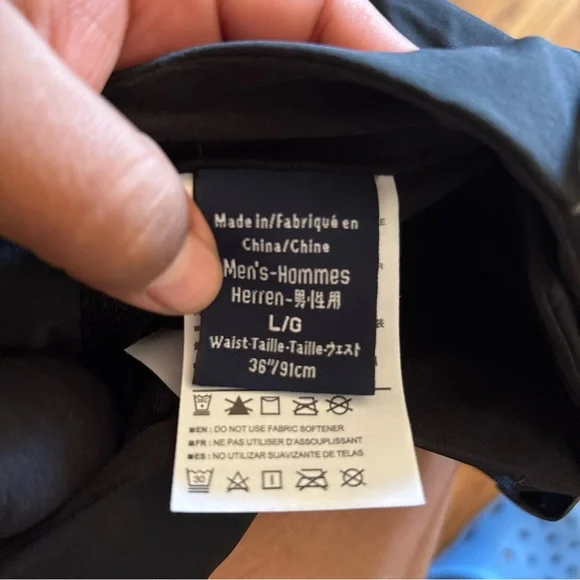 Made in/Fabriqué en
China/Chine
Men's-Hommes
Herren-男性用
L/G
Waist-Taille-Taille-ウェスト
36"/91cm
EN : DO NOT USE FABRIC SOFTENER.
FR : NE PAS UTILISER D'ASSOUPLISSANT
ES : NO UTILIZAR SUAVIZANTE DE TELAS
30